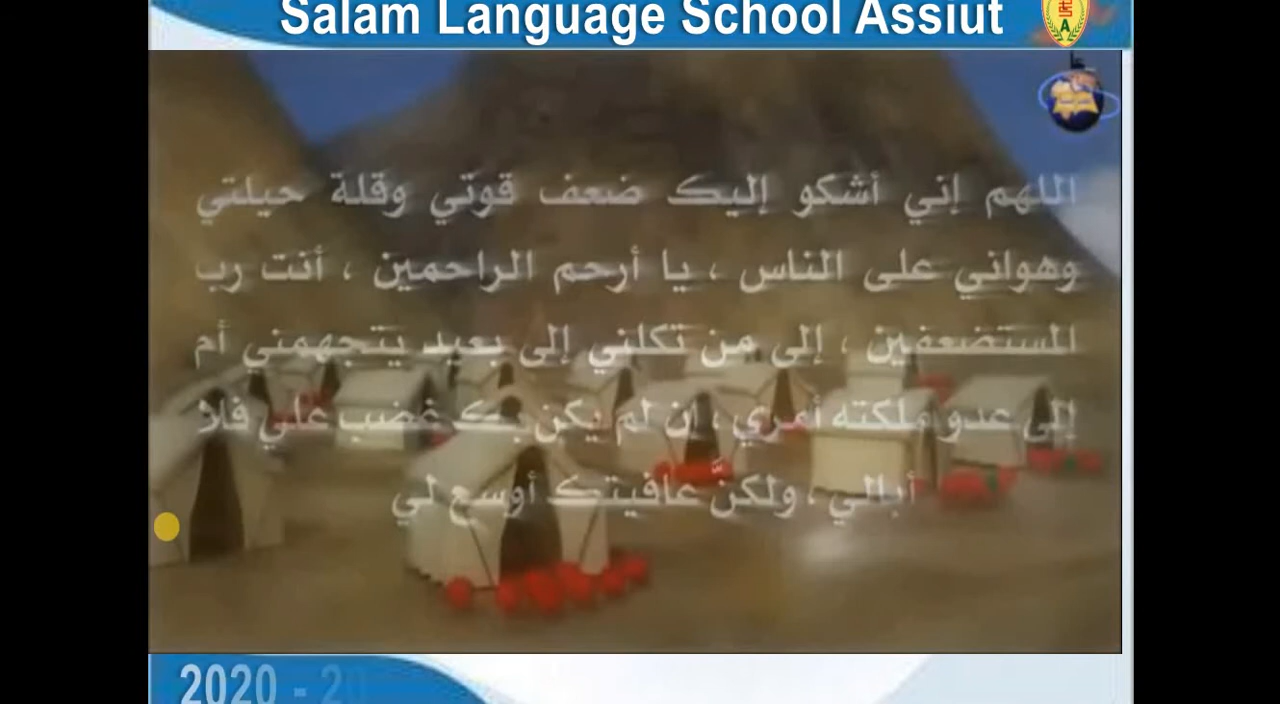 Salam Language School Assiut
اللهم إني أشكو إليك ضعف قوتي وقلة حيلتي
وهواني على الناس ، يا أرحم الراحمين ، أنت رب
المستضعفين ، إلى من تكلني إلى بعيد يتجهمني أم
إلى عدو ملكته أمري ، ان لم يكن بك غضب علي فلا
أبالي ، ولكنَّ عافيتك أوسع لي
2020 - 20